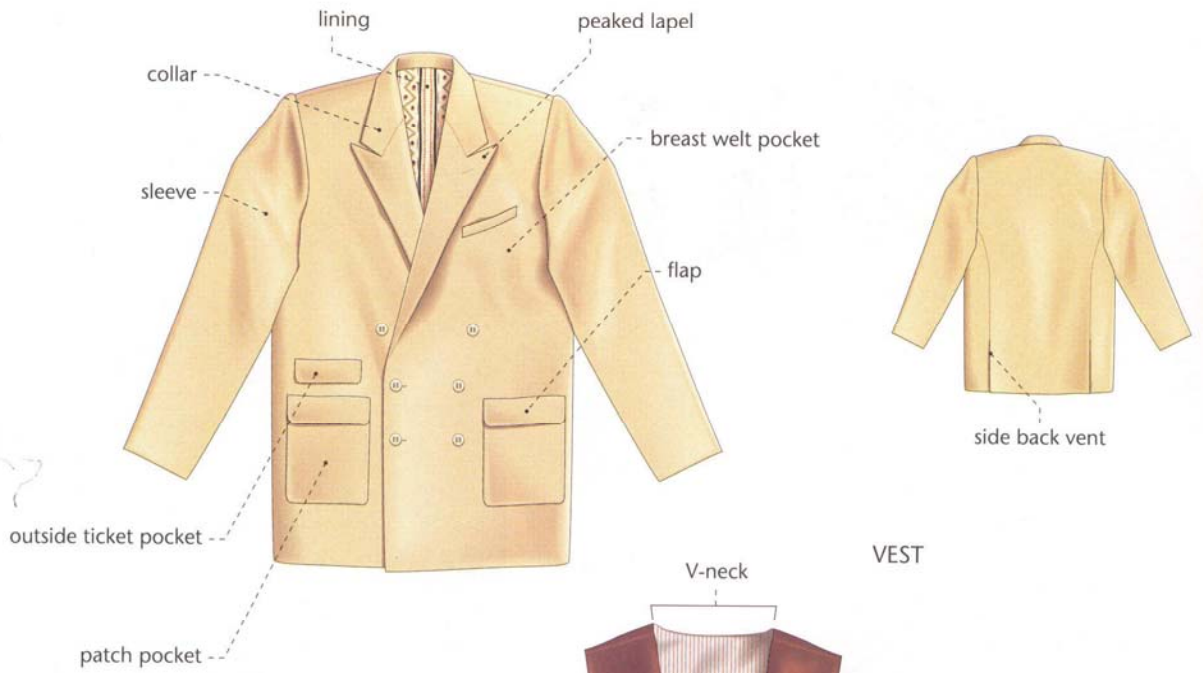 lining
peaked lapel
collar
breast welt pocket
sleeve
flap
side back vent
outside ticket pocket
VEST
V-neck
patch pocket